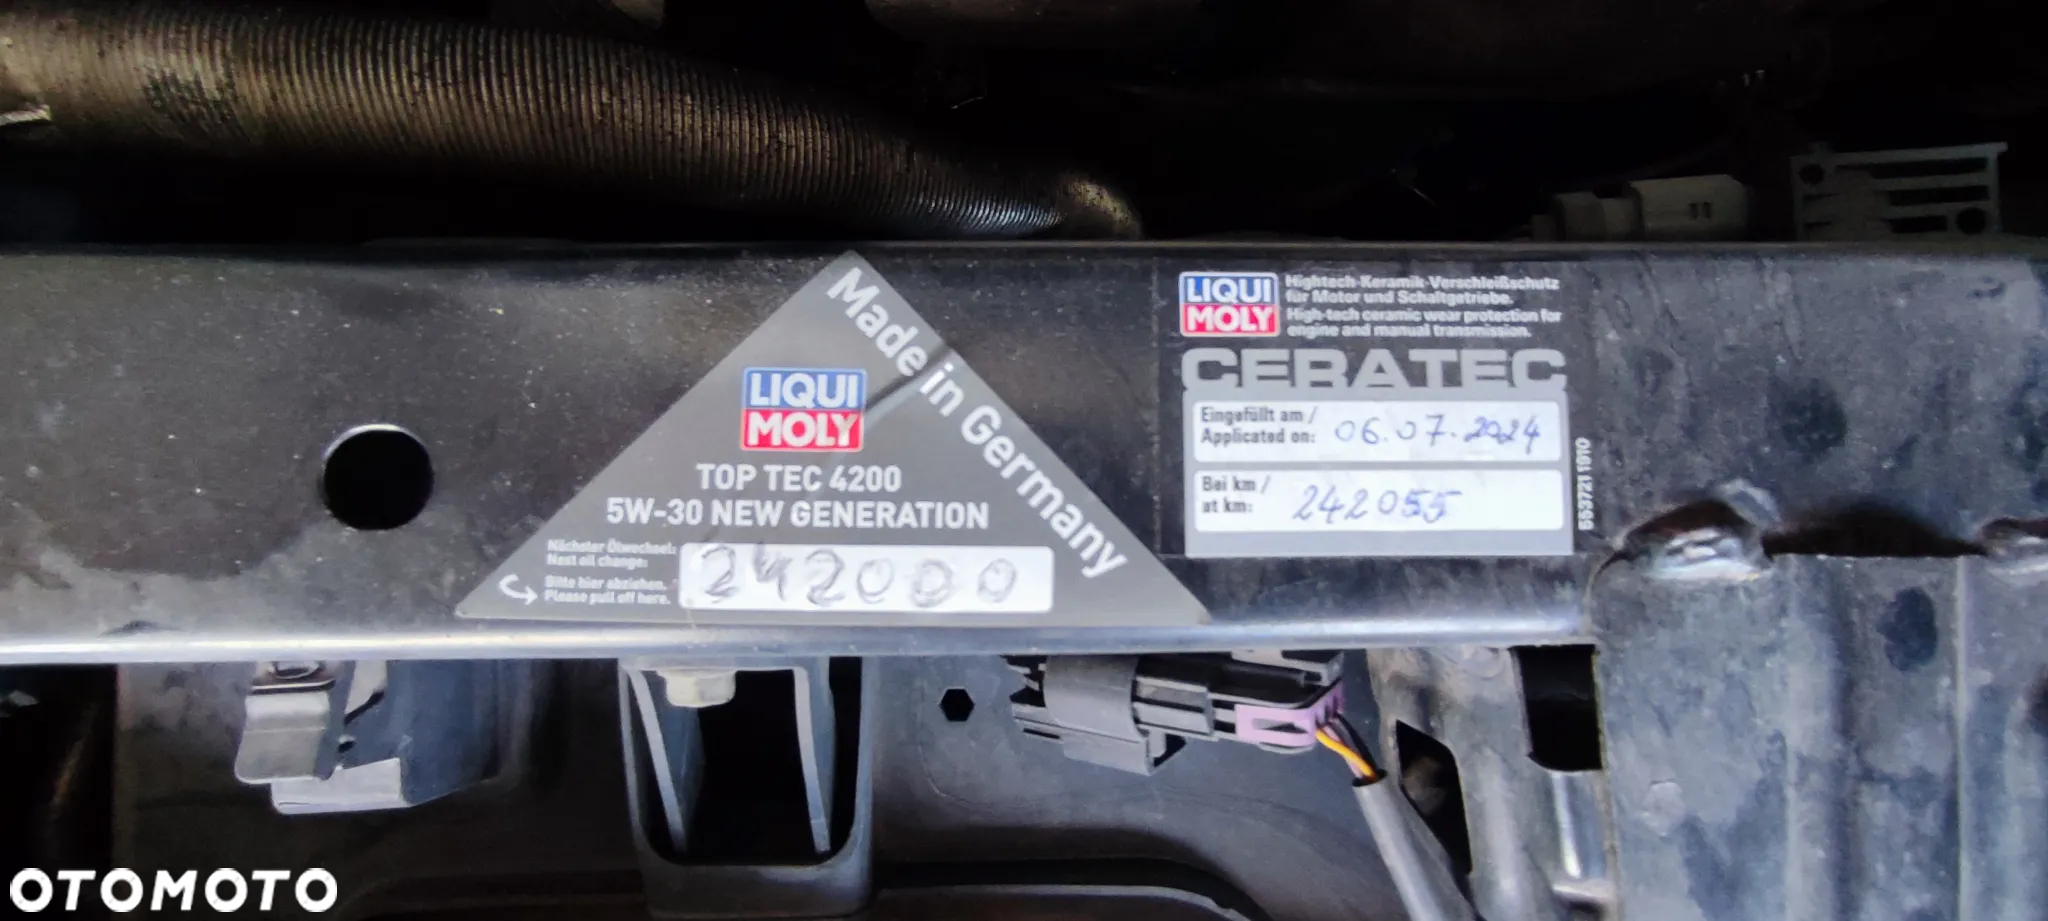 Made in Germany
LIQUI
MOLY
TOP TEC 4200
5W-30 NEW GENERATION
Nächster Ölwechsel:
Next oil change:
Bitte hier abziehen.
Please pull off here.
242000
LIQUI
MOLY
Hightech-Keramik-Verschleißschutz
für Motor und Schaltgetriebe.
High-tech ceramic wear protection for
engine and manual transmission.
CERATEC
Eingefüllt am /
Applicated on: 06.07.2024
Bei km /
at km: 242055
553721 1910
OTOMOTO